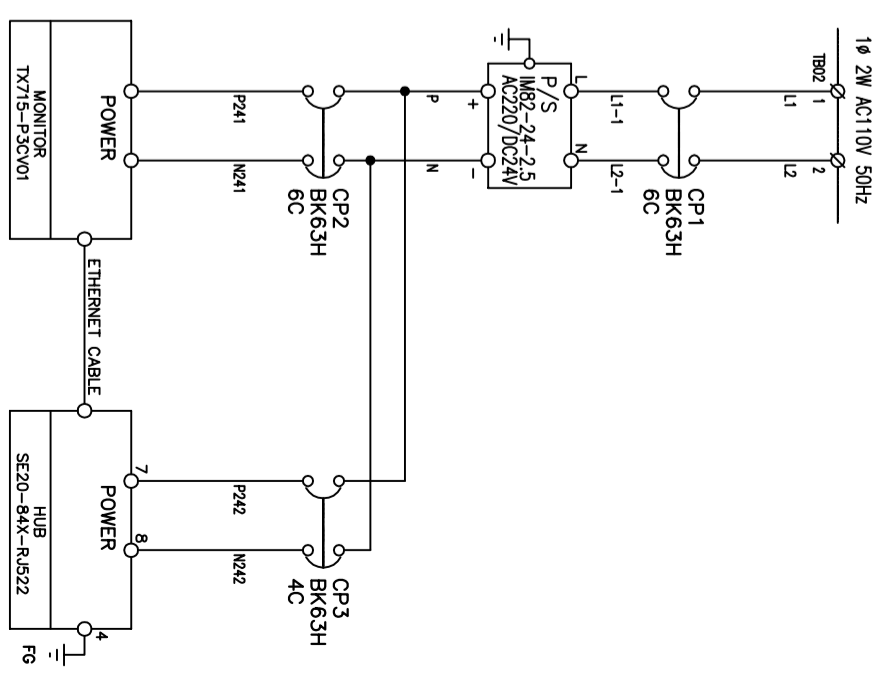 1ø 2W AC110V 50Hz
TB02
1
2
L1
L2
CP1
BK63H
6C
L1-1
L2-1
L
N
P/S
IM82-24-2.5
AC220/DC24V
+
-
P
N
CP2
BK63H
6C
CP3
BK63H
4C
P241
N241
P242
N242
POWER
MONITOR
TX715-P3CV01
ETHERNET CABLE
7
8
POWER
HUB
SE20-84X-RJ522
4
FG